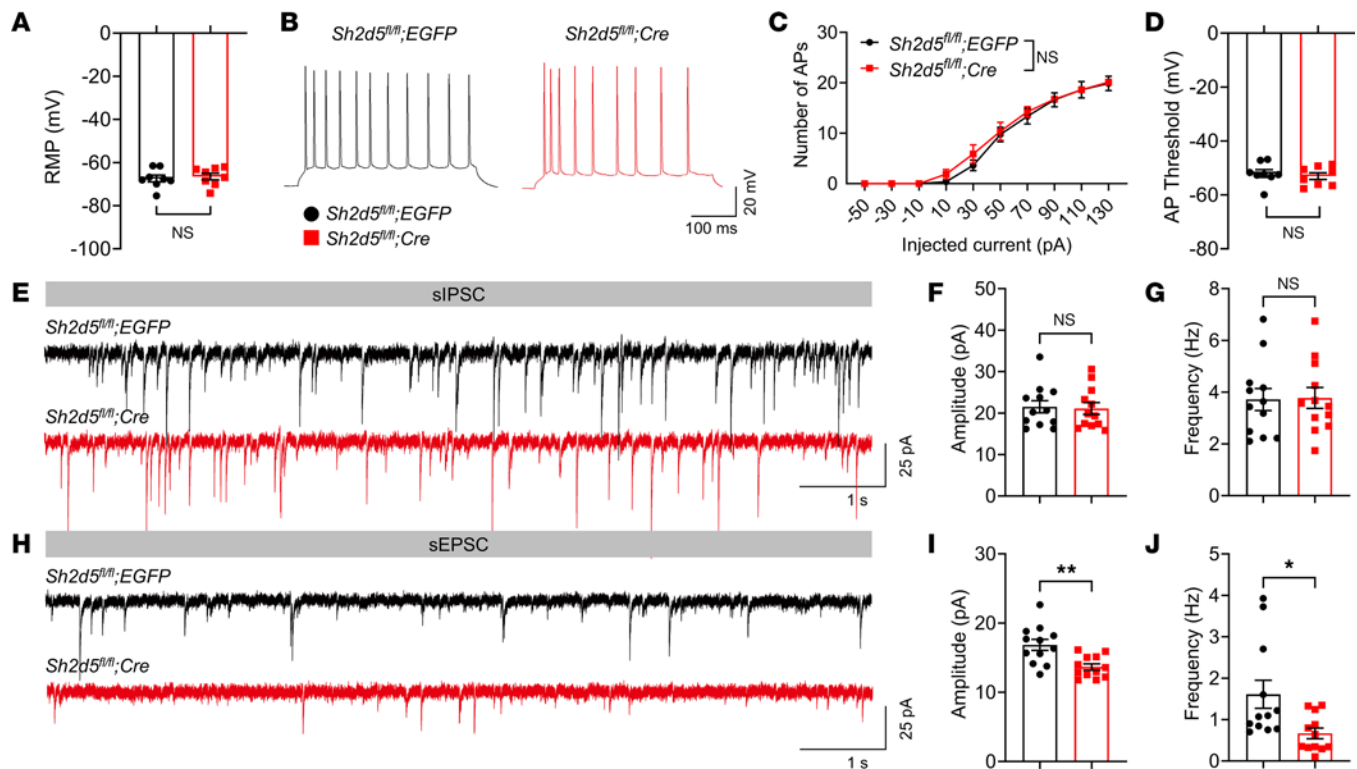 A
0
-20
-40
-60
-80
-100
RMP (mV)
NS
B
Sh2d5fl/fl;EGFP
Sh2d5fl/fl;Cre
Sh2d5fl/fl;EGFP
Sh2d5fl/fl;Cre
20 mV
100 ms
C
30
20
10
0
Number of APs
Sh2d5fl/fl;EGFP
Sh2d5fl/fl;Cre
NS
-50 -30 -10 10 30 50 70 90 110 130
Injected current (pA)
D
0
-20
-40
-60
-80
AP Threshold (mV)
NS
E
sIPSC
Sh2d5fl/fl;EGFP
Sh2d5fl/fl;Cre
25 pA
1 s
F
50
40
30
20
10
0
Amplitude (pA)
NS
G
8
6
4
2
0
Frequency (Hz)
NS
H
sEPSC
Sh2d5fl/fl;EGFP
Sh2d5fl/fl;Cre
25 pA
1 s
I
30
20
10
0
Amplitude (pA)
**
J
5
4
3
2
1
0
Frequency (Hz)
*